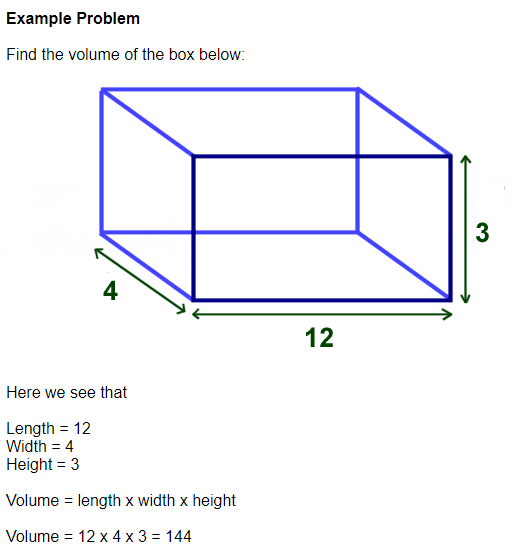 Example Problem
Find the volume of the box below:
3
4
12
Here we see that
Length = 12
Width = 4
Height = 3
Volume = length x width x height
Volume = 12 x 4 x 3 = 144